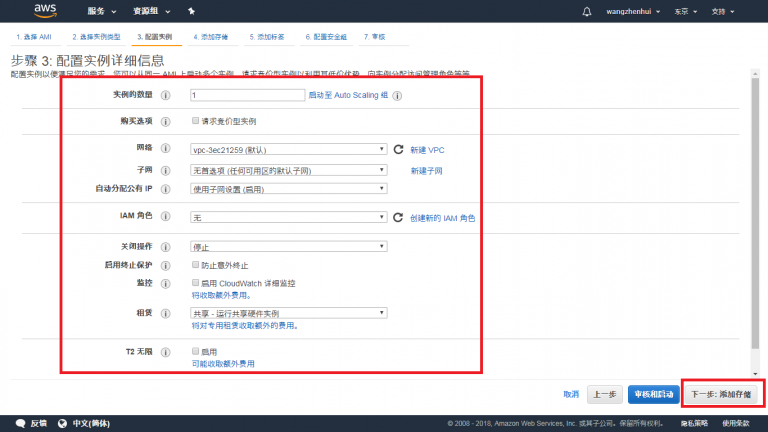 aws 服务 资源组 wangzhenhui 东京 支持
1. 选择 AMI 2. 选择实例类型 3. 配置实例 4. 添加存储 5. 添加标签 6. 配置安全组 7. 审核
步骤 3: 配置实例详细信息
配置实例以便满足您的需求。您可以从同一 AMI 上启动多个实例，请求竞价型实例以利用其低价优势，向实例分配访问管理角色等等。
实例的数量 1 启动至 Auto Scaling 组
购买选项 请求竞价型实例
网络 vpc-3ec21259 (默认) 新建 VPC
子网 无首选项 (任何可用区的默认子网) 新建子网
自动分配公有 IP 使用子网设置 (启用)
IAM 角色 无 创建新的 IAM 角色
关闭操作 停止
启用终止保护 防止意外终止
监控 启用 CloudWatch 详细监控
将收取额外费用。
租赁 共享 - 运行共享硬件实例
将对专用租赁收取额外的费用。
T2 无限 启用
可能收取额外费用
取消 上一步 审核和启动 下一步: 添加存储
反馈 中文(简体) © 2008 - 2018, Amazon Web Services, Inc. 或其子公司。保留所有权利。 隐私策略 使用条款